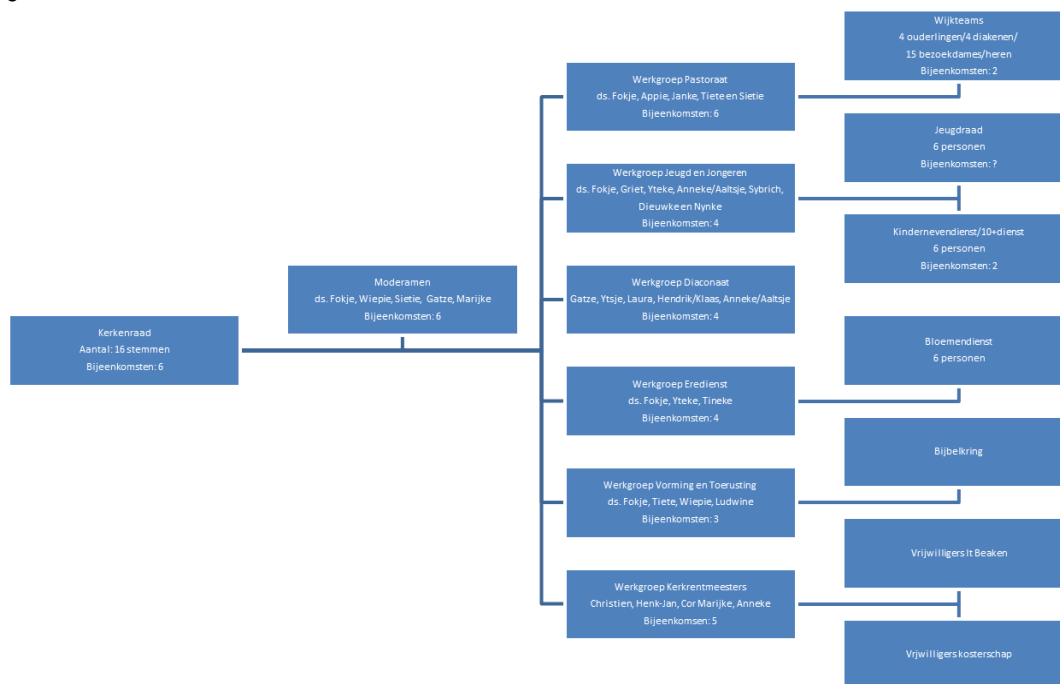 Kerkenraad
Aantal: 16 stemmen
Bijeenkomsten: 6
Moderamen
ds. Fokje, Wiepie, Sietie, Gatze, Marijke
Bijeenkomsten: 6
Werkgroep Pastoraat
ds. Fokje, Appie, Janke, Tiete en Sietie
Bijeenkomsten: 6
Wijkteams
4 ouderlingen/4 diakenen/
15 bezoekdames/heren
Bijeenkomsten: 2
Werkgroep Jeugd en Jongeren
ds. Fokje, Griet, Yteke, Anneke/Aaltsje, Sybrich,
Dieuwke en Nynke
Bijeenkomsten: 4
Jeugdraad
6 personen
Bijeenkomsten: ?
Kindernevendienst/10+dienst
6 personen
Bijeenkomsten: 2
Werkgroep Diaconaat
Gatze, Ytsje, Laura, Hendrik/Klaas, Anneke/Aaltsje
Bijeenkomsten: 4
Werkgroep Eredienst
ds. Fokje, Yteke, Tineke
Bijeenkomsten: 4
Bloemendienst
6 personen
Werkgroep Vorming en Toerusting
ds. Fokje, Tiete, Wiepie, Ludwine
Bijeenkomsten: 3
Bijbelkring
Werkgroep Kerkrentmeesters
Christien, Henk-Jan, Cor Marijke, Anneke
Bijeenkomsen: 5
Vrijwilligers It Beaken
Vrjwilligers kosterschap